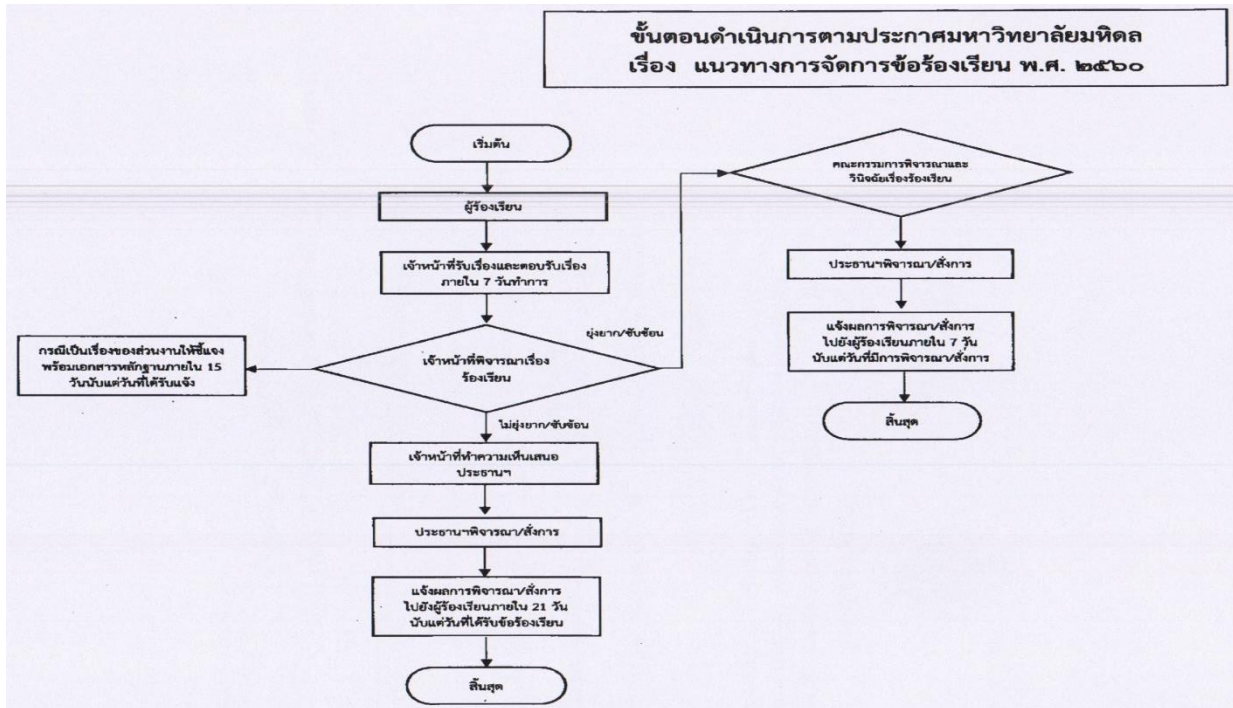 ขั้นตอนดำเนินการตามประกาศมหาวิทยาลัยมหิดล
เรื่อง แนวทางการจัดการข้อร้องเรียน พ.ศ. ๒๕๖๐
เริ่มต้น
ผู้ร้องเรียน
เจ้าหน้าที่รับเรื่องและตอบรับเรื่อง
ภายใน 7 วันทำการ
เจ้าหน้าที่พิจารณาเรื่อง
ร้องเรียน
กรณีเป็นเรื่องของส่วนงานให้ชี้แจง
พร้อมเอกสารหลักฐานภายใน 15
วันนับแต่วันที่ได้รับแจ้ง
ไม่ยุ่งยาก/ซับซ้อน
เจ้าหน้าที่ทำความเห็นเสนอ
ประธานฯ
ประธานฯพิจารณา/สั่งการ
แจ้งผลการพิจารณา/สั่งการ
ไปยังผู้ร้องเรียนภายใน 21 วัน
นับแต่วันที่ได้รับข้อร้องเรียน
สิ้นสุด
ยุ่งยาก/ซับซ้อน
คณะกรรมการพิจารณาและ
วินิจฉัยเรื่องร้องเรียน
ประธานฯพิจารณา/สั่งการ
แจ้งผลการพิจารณา/สั่งการ
ไปยังผู้ร้องเรียนภายใน 7 วัน
นับแต่วันที่มีการพิจารณา/สั่งการ
สิ้นสุด